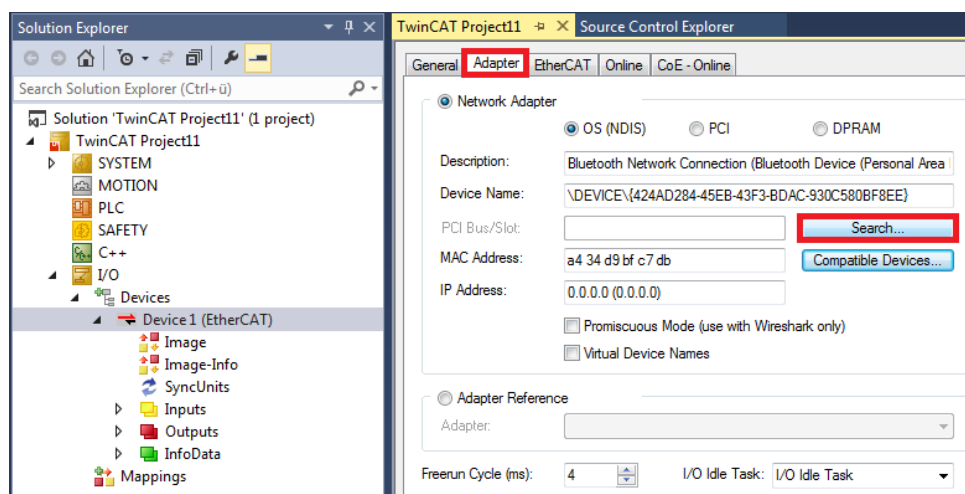 Solution Explorer
Search Solution Explorer (Ctrl+ü)
Solution 'TwinCAT Project11' (1 project)
TwinCAT Project11
SYSTEM
MOTION
PLC
SAFETY
C++
I/O
Devices
Device 1 (EtherCAT)
Image
Image-Info
SyncUnits
Inputs
Outputs
InfoData
Mappings
TwinCAT Project11 Source Control Explorer
General Adapter EtherCAT Online CoE - Online
Network Adapter
OS (NDIS) PCI DPRAM
Description: Bluetooth Network Connection (Bluetooth Device (Personal Area
Device Name: \DEVICE\{424AD284-45EB-43F3-BDAC-930C580BF8EE}
PCI Bus/Slot: Search...
MAC Address: a4 34 d9 bf c7 db Compatible Devices...
IP Address: 0.0.0.0 (0.0.0.0)
Promiscuous Mode (use with Wireshark only)
Virtual Device Names
Adapter Reference
Adapter:
Freerun Cycle (ms): 4 I/O Idle Task: I/O Idle Task